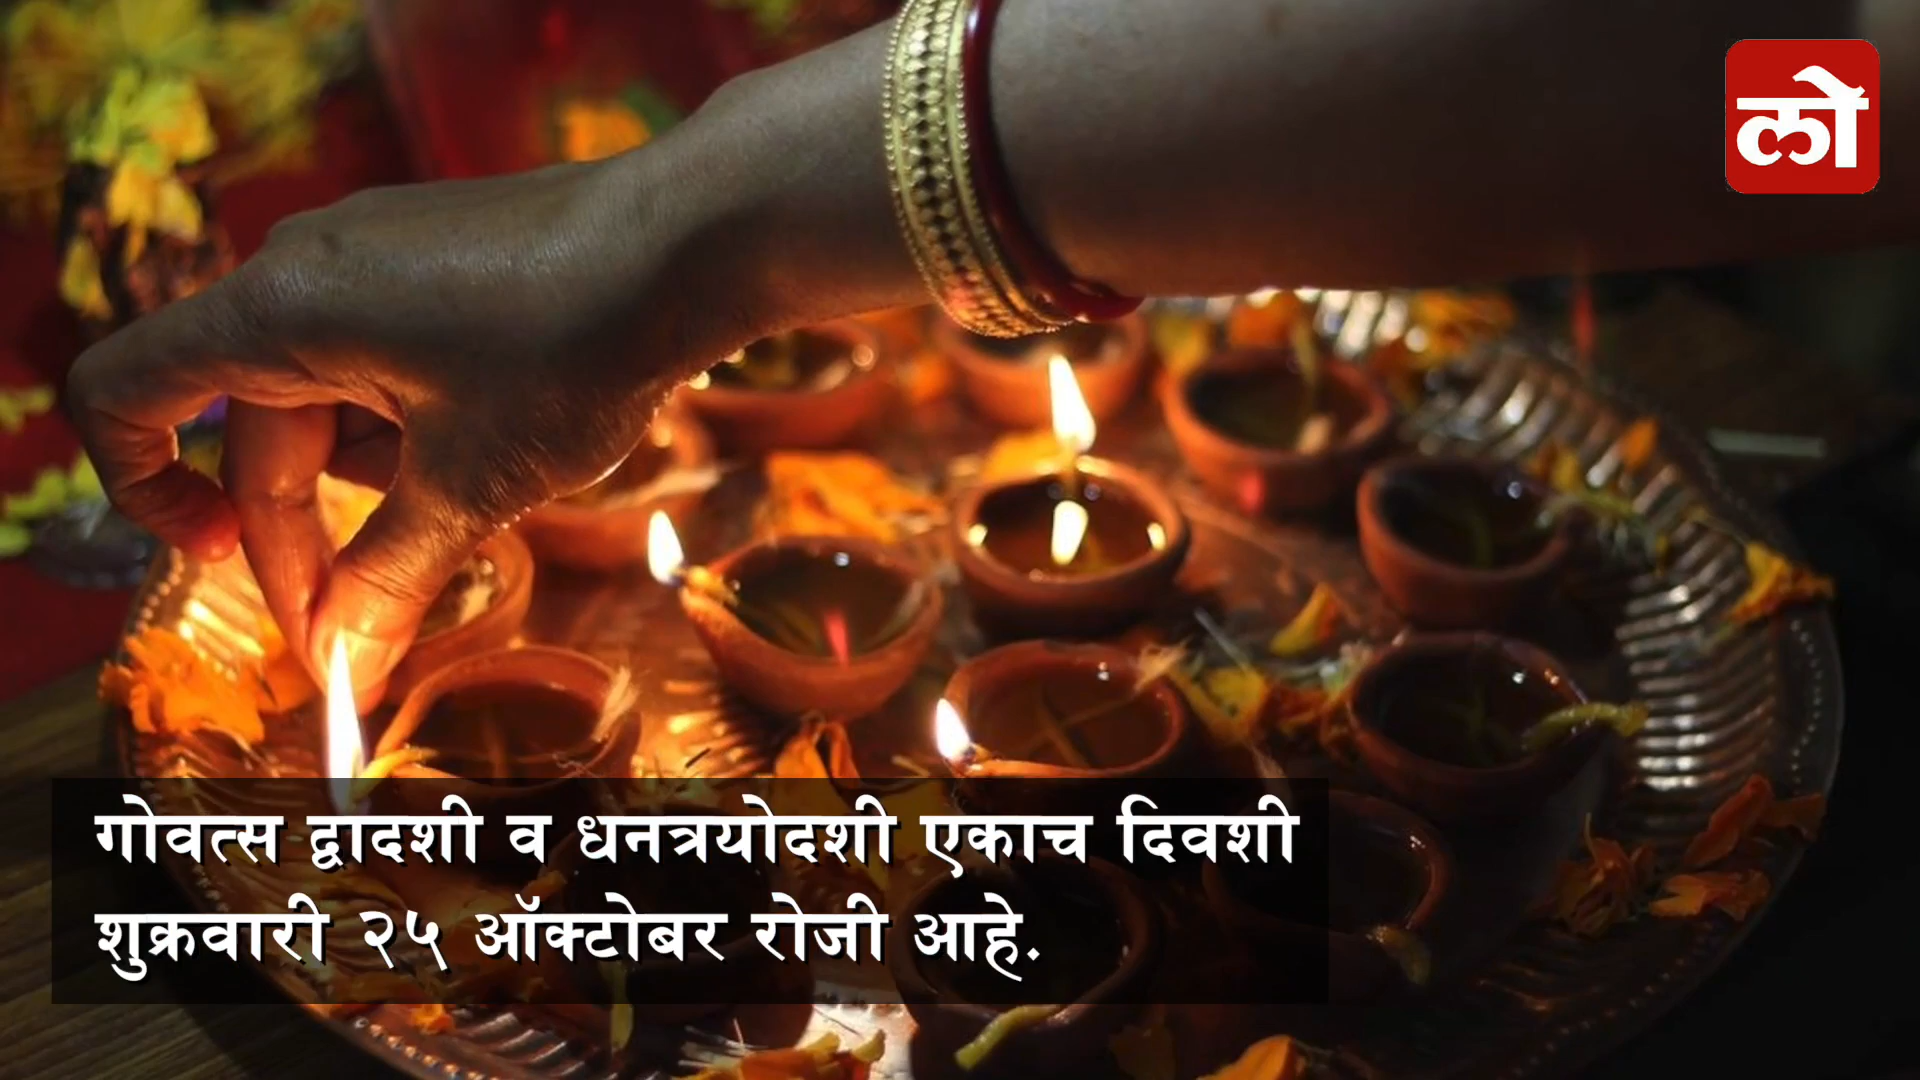 लो
गोवत्स द्वादशी व धनत्रयोदशी एकाच दिवशी
शुक्रवारी २५ ऑक्टोबर रोजी आहे.